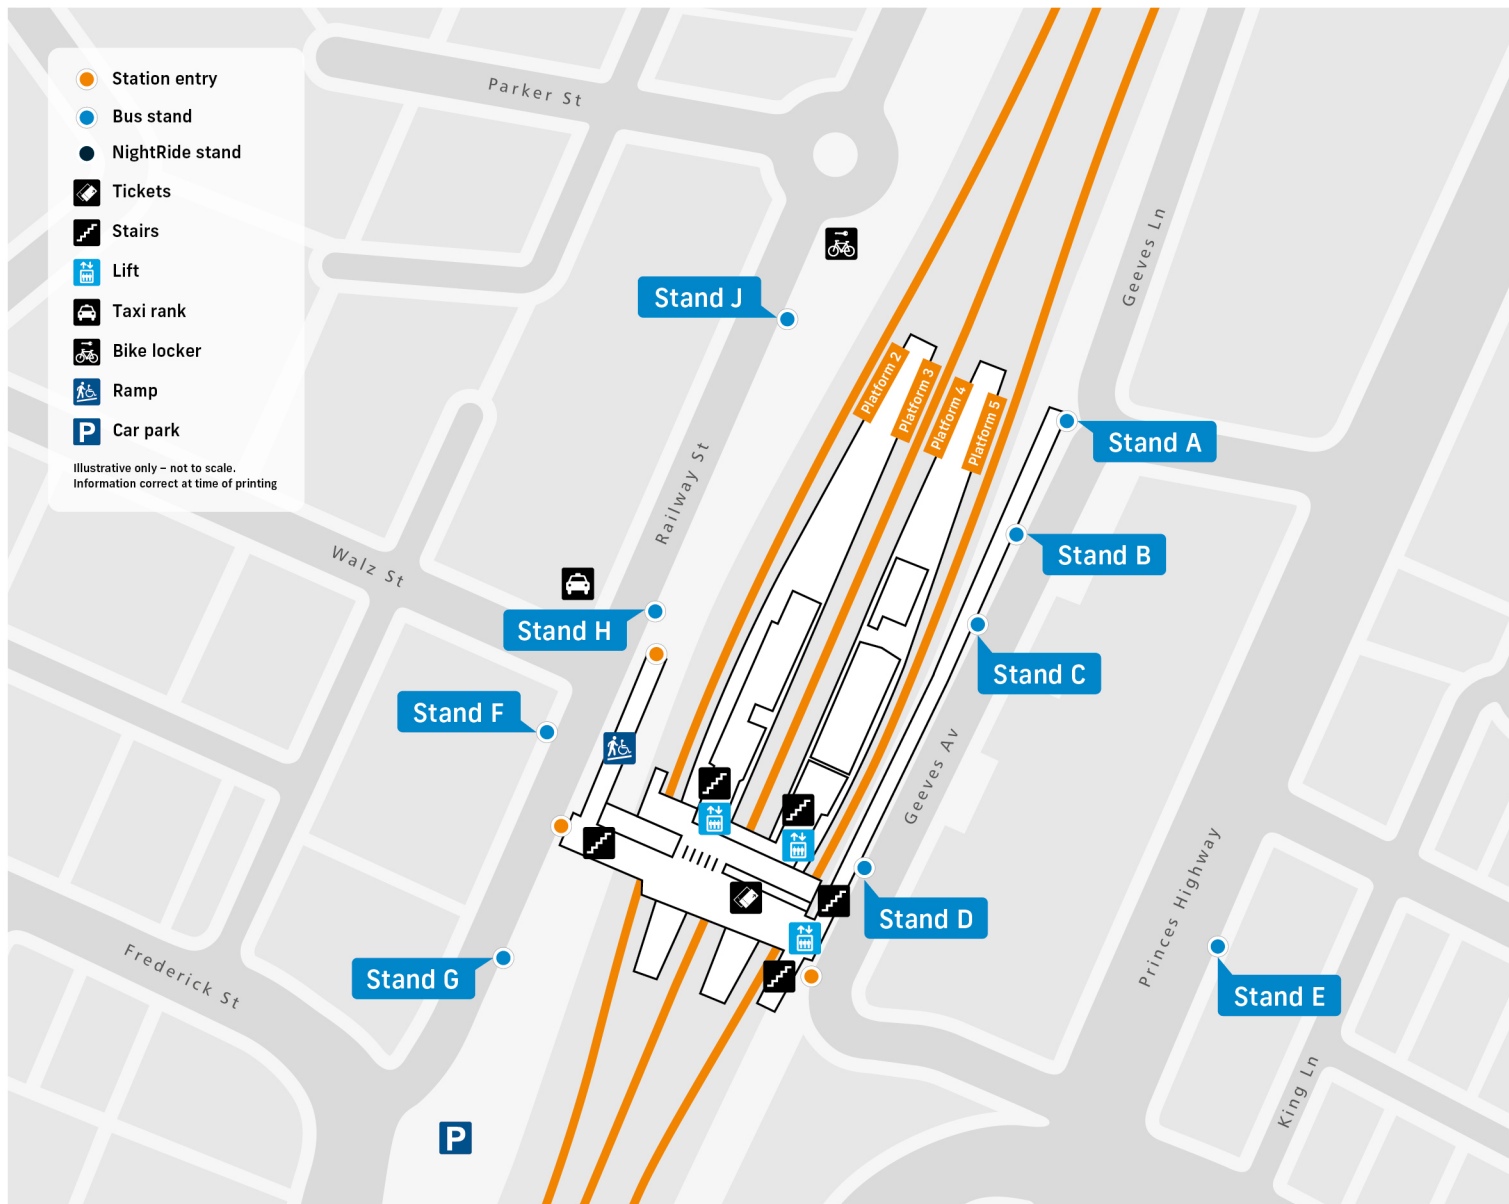 Station entry
Bus stand
NightRide stand
Tickets
Stairs
Lift
Taxi rank
Bike locker
Ramp
P
Car park
Illustrative only – not to scale.
Information correct at time of printing
Parker St
Geeves Ln
Stand J
Platform 2
Platform 3
Platform 4
Platform 5
Stand A
Railway St
Stand B
Walz St
Stand H
Stand C
Stand F
Geeves Av
Princes Highway
Stand D
Stand G
Frederick St
Stand E
King Ln
P